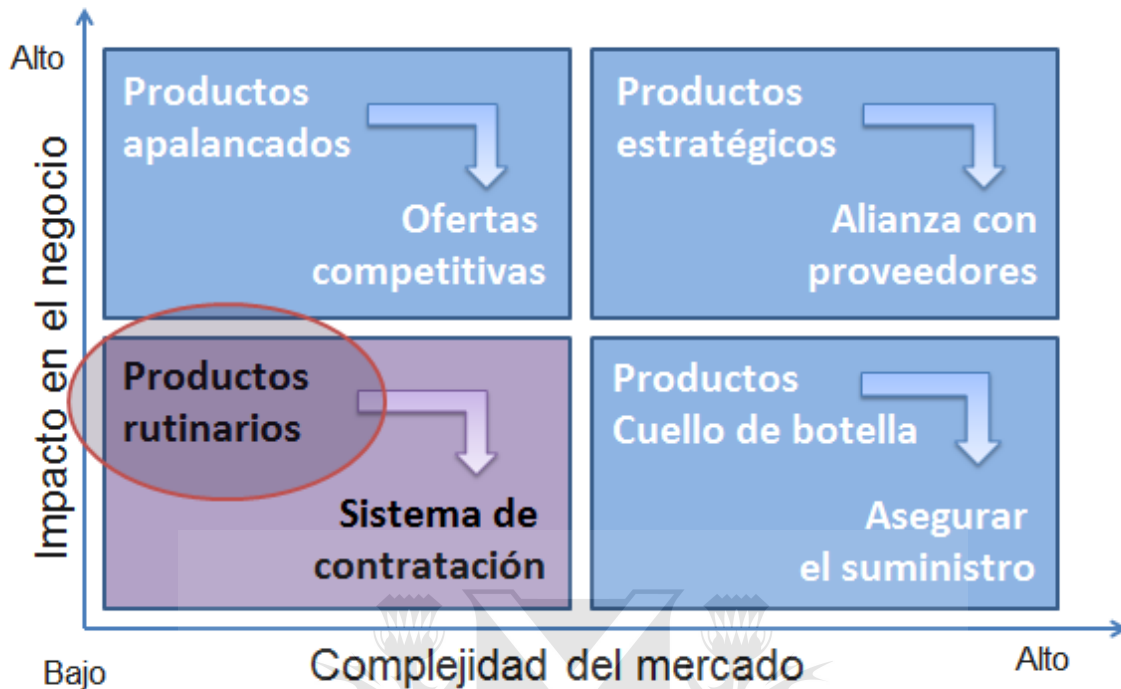 Alto
Impacto en el negocio
Productos
apalancados
Ofertas
competitivas
Productos
estratégicos
Alianza con
proveedores
Productos
rutinarios
Sistema de
contratación
Productos
Cuello de botella
Asegurar
el suministro
Bajo
Complejidad del mercado
Alto